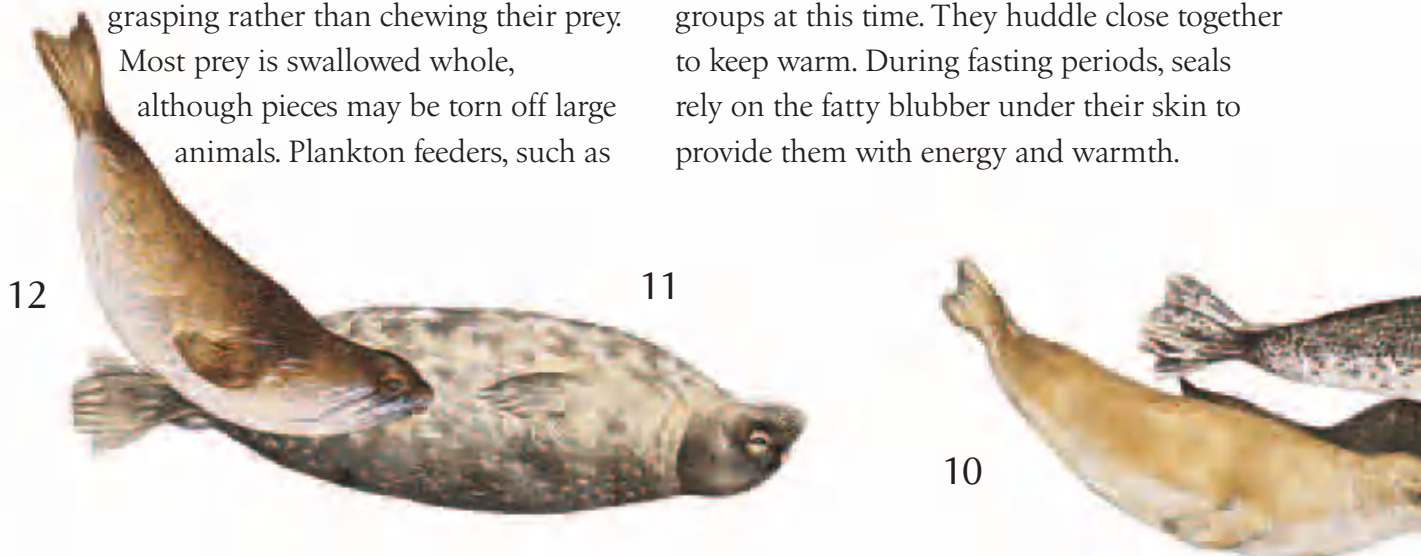 grasping rather than chewing their prey.
Most prey is swallowed whole,
although pieces may be torn off large
animals. Plankton feeders, such as
groups at this time. They huddle close together
to keep warm. During fasting periods, seals
rely on the fatty blubber under their skin to
provide them with energy and warmth.
12
11
10